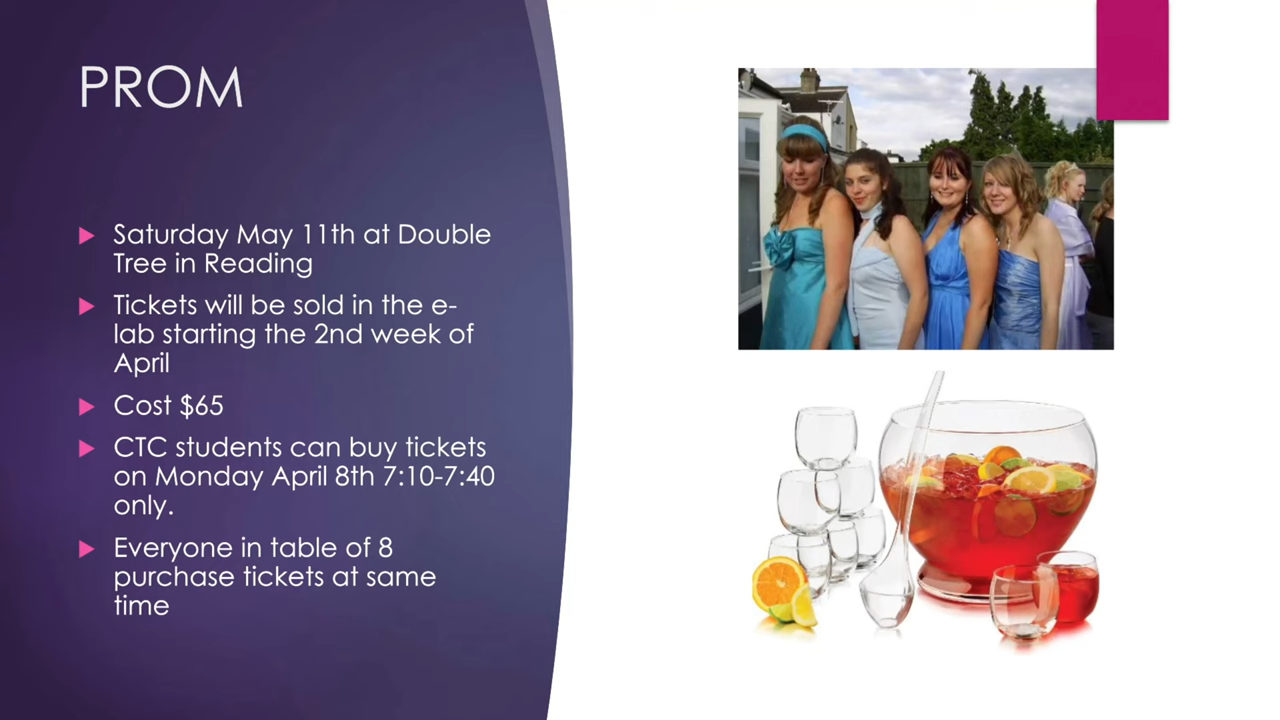 PROM
Saturday May 11th at Double
Tree in Reading
Tickets will be sold in the e-
lab starting the 2nd week of
April
Cost $65
CTC students can buy tickets
on Monday April 8th 7:10-7:40
only.
Everyone in table of 8
purchase tickets at same
time